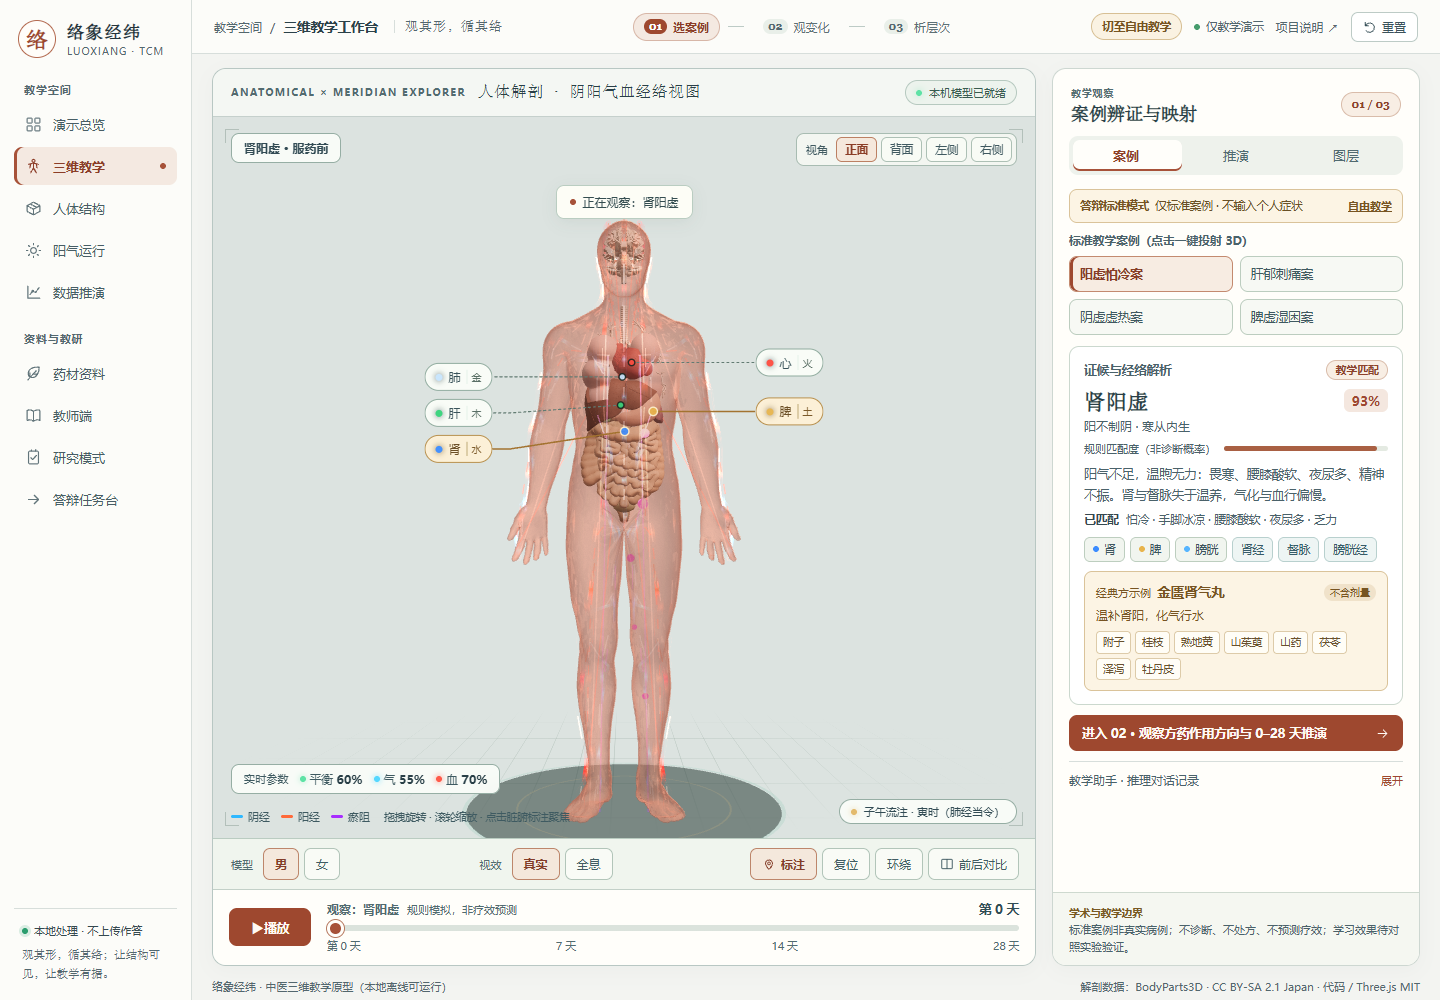 络
络象经纬
LUOXIANG · TCM
教学空间
演示总览
三维教学
人体结构
阳气运行
数据推演
资料与教研
药材资料
教师端
研究模式
答辩任务台
本地处理 · 不上传作答
观其形，循其络；让结构可见，让教学有据。
教学空间 / 三维教学工作台 观其形，循其络
01 选案例 — 02 观变化 — 03 析层次
切至自由教学 仅教学演示 项目说明 ↗ 重置
ANATOMICAL × MERIDIAN EXPLORER 人体解剖 · 阴阳气血经络视图
本机模型已就绪
肾阳虚 • 服药前
视角 正面 背面 左侧 右侧
正在观察：肾阳虚
肺 金
肝 木
肾 水
心 火
脾 土
实时参数 平衡 60% 气 55% 血 70%
阴经 阳经 瘀阻 拖拽旋转 · 滚轮缩放 · 点击脏腑标注聚焦
子午流注 · 寅时（肺经当令）
模型 男 女
视效 真实 全息
标注 复位 环绕 前后对比
▶播放
观察：肾阳虚 规则模拟，非疗效预测
第 0 天
第 0 天 7 天 14 天 28 天
络象经纬 · 中医三维教学原型（本地离线可运行）
教学观察
案例辨证与映射
01 / 03
案例 推演 图层
答辩标准模式 仅标准案例 · 不输入个人症状 自由教学
标准教学案例（点击一键投射 3D）
阳虚怕冷案 肝郁刺痛案
阴虚虚热案 脾虚湿困案
证候与经络解析 教学匹配
肾阳虚 93%
阳不制阴 · 寒从内生
规则匹配度（非诊断概率）
阳气不足，温煦无力：畏寒、腰膝酸软、夜尿多、精神
不振。肾与督脉失于温养，气化与血行偏慢。
已匹配 怕冷 · 手脚冰凉 · 腰膝酸软 · 夜尿多 · 乏力
肾 脾 膀胱 肾经 督脉 膀胱经
经典方示例 金匮肾气丸 不含剂量
温补肾阳，化气行水
附子 桂枝 熟地黄 山茱萸 山药 茯苓
泽泻 牡丹皮
进入 02 • 观察方药作用方向与 0–28 天推演 →
教学助手 · 推理对话记录 展开
学术与教学边界
标准案例非真实病例；不诊断、不处方、不预测疗效；学习效果待对
照实验验证。
解剖数据：BodyParts3D · CC BY-SA 2.1 Japan · 代码 / Three.js MIT